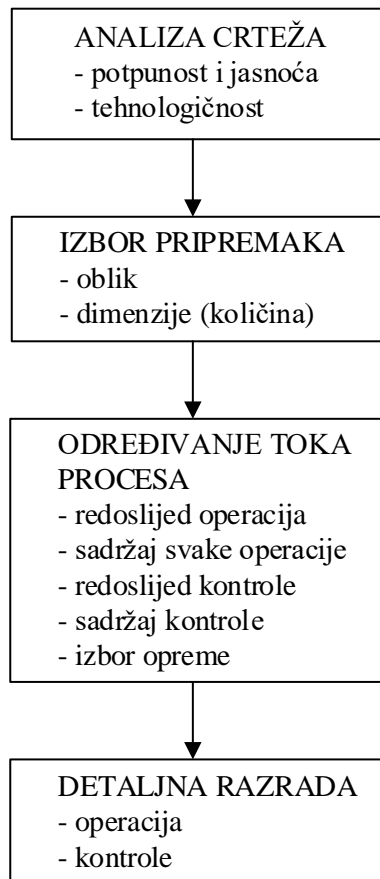 ANALIZA CRTEŽA
- potpunost i jasnoća
- tehnologičnost
IZBOR PRIPREMAKA
- oblik
- dimenzije (količina)
ODREĐIVANJE TOKA
PROCESA
- redoslijed operacija
- sadržaj svake operacije
- redoslijed kontrole
- sadržaj kontrole
- izbor opreme
DETALJNA RAZRADA
- operacija
- kontrole